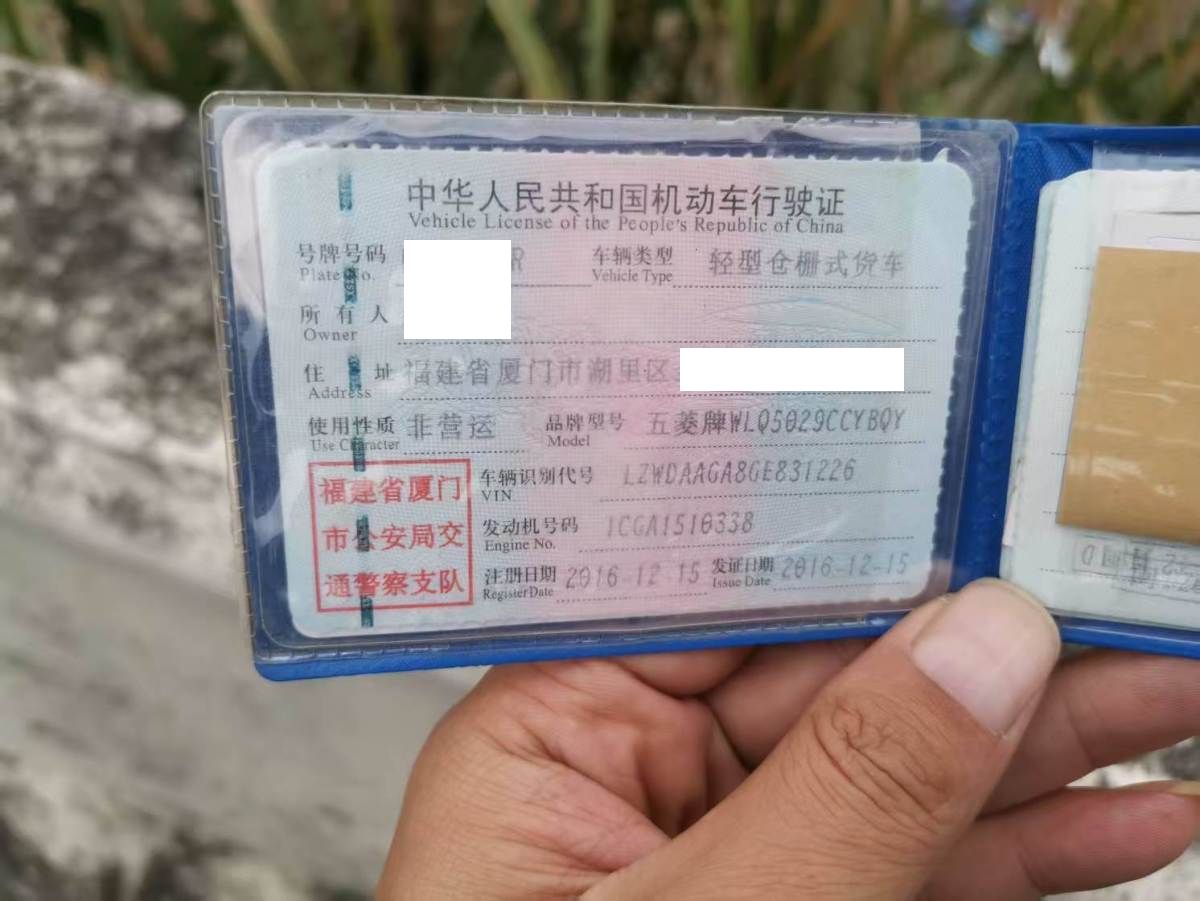 中华人民共和国机动车行驶证
Vehicle License of the People's Republic of China
号牌号码 R 车辆类型 轻型仓栅式货车
Plate No. Vehicle Type
所有人
Owner
住址 福建省厦门市湖里区
Address
使用性质 非营运 品牌型号 五菱牌WLQ5029CCYBQY
Use Character Model
车辆识别代号 LZWDAAGA8GE831226
VIN
发动机号码 1CGA1510338
Engine No.
注册日期 2016-12-15 发证日期 2016-12-15
Register Date Issue Date
福建省厦门
市公安局交
通警察支队